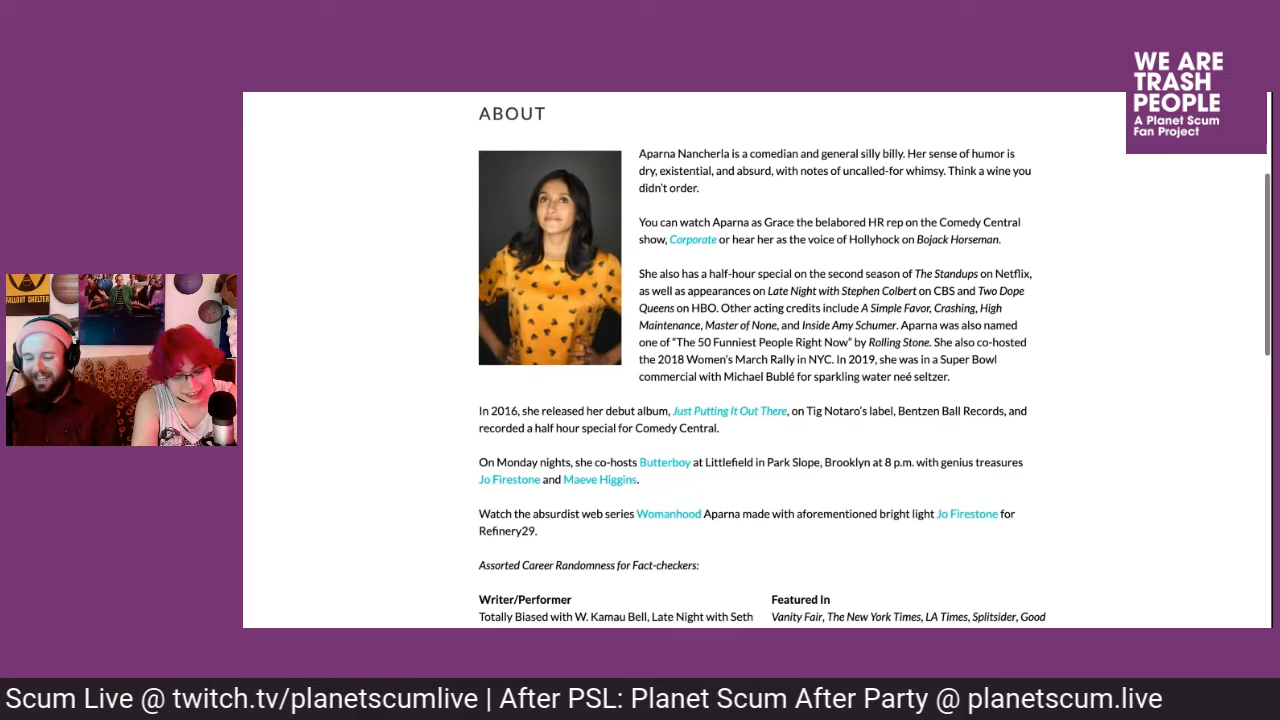 WE ARE
TRASH
PEOPLE
A Planet Scum
Fan Project
ABOUT
Aparna Nancherla is a comedian and general silly billy. Her sense of humor is
dry, existential, and absurd, with notes of uncalled-for whimsy. Think a wine you
didn't order.
You can watch Aparna as Grace the belabored HR rep on the Comedy Central
show, Corporate or hear her as the voice of Hollyhock on Bojack Horseman.
She also has a half-hour special on the second season of The Standups on Netflix,
as well as appearances on Late Night with Stephen Colbert on CBS and Two Dope
Queens on HBO. Other acting credits include A Simple Favor, Crashing, High
Maintenance, Master of None, and Inside Amy Schumer. Aparna was also named
one of "The 50 Funniest People Right Now" by Rolling Stone. She also co-hosted
the 2018 Women's March Rally in NYC. In 2019, she was in a Super Bowl
commercial with Michael Bublé for sparkling water neé seltzer.
In 2016, she released her debut album, Just Putting It Out There, on Tig Notaro's label, Bentzen Ball Records, and
recorded a half hour special for Comedy Central.
On Monday nights, she co-hosts Butterboy at Littlefield in Park Slope, Brooklyn at 8 p.m. with genius treasures
Jo Firestone and Maeve Higgins.
Watch the absurdist web series Womanhood Aparna made with aforementioned bright light Jo Firestone for
Refinery29.
Assorted Career Randomness for Fact-checkers:
Writer/Performer
Totally Biased with W. Kamau Bell, Late Night with Seth
Featured In
Vanity Fair, The New York Times, LA Times, Splitsider, Good
FALLOUT SHELTER
Scum Live @ twitch.tv/planetscumlive | After PSL: Planet Scum After Party @ planetscum.live